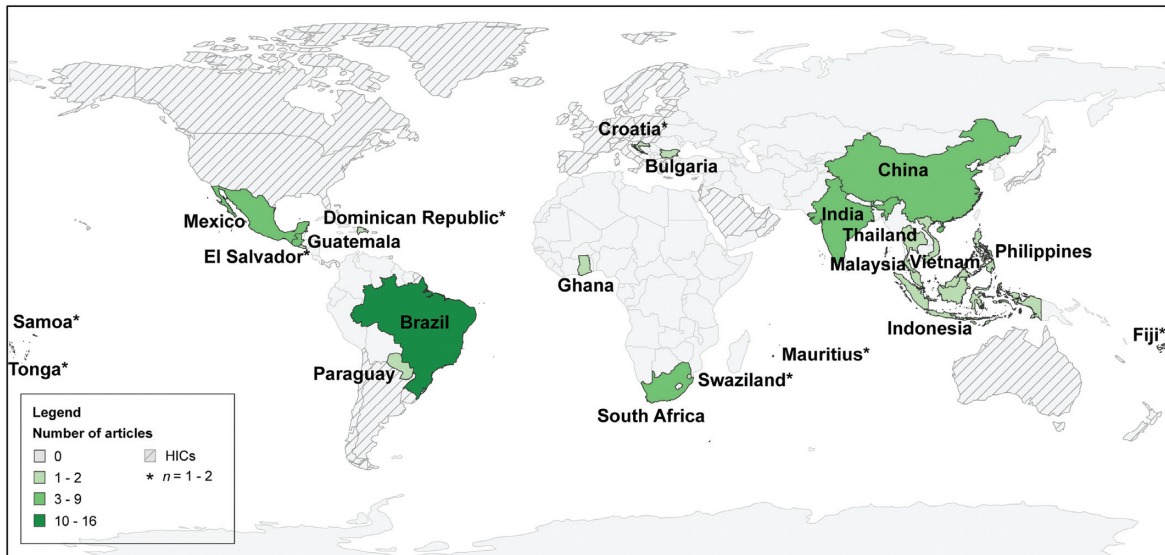 Croatia*
Bulgaria
China
Mexico
Dominican Republic*
India
Guatemala
Thailand
El Salvador*
Malaysia
Vietnam
Philippines
Ghana
Samoa*
Brazil
Indonesia
Fiji*
Mauritius*
Tonga*
Paraguay
Swaziland*
South Africa
Legend
Number of articles
0
HICs
1 - 2
* n = 1 - 2
3 - 9
10 - 16